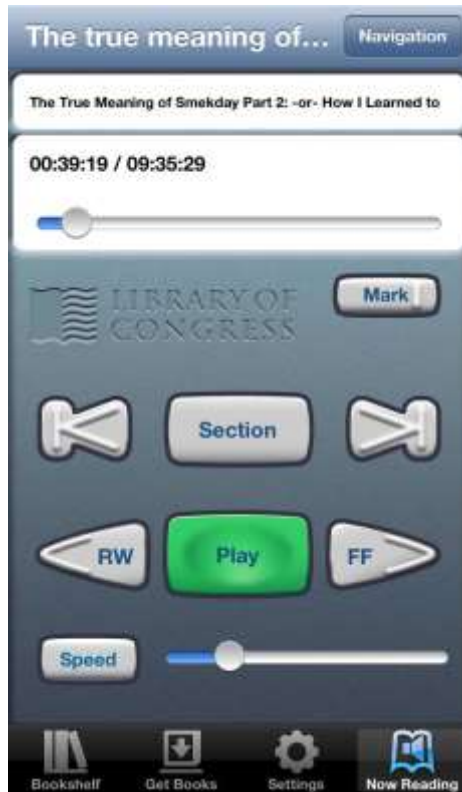 The true meaning of...
Navigation
The True Meaning of Smekday Part 2: -or- How I Learned to
00:39:19 / 09:35:29
LIBRARY OF
CONGRESS
Mark
Section
RW
Play
FF
Speed
Bookshelf
Get Books
Settings
Now Reading